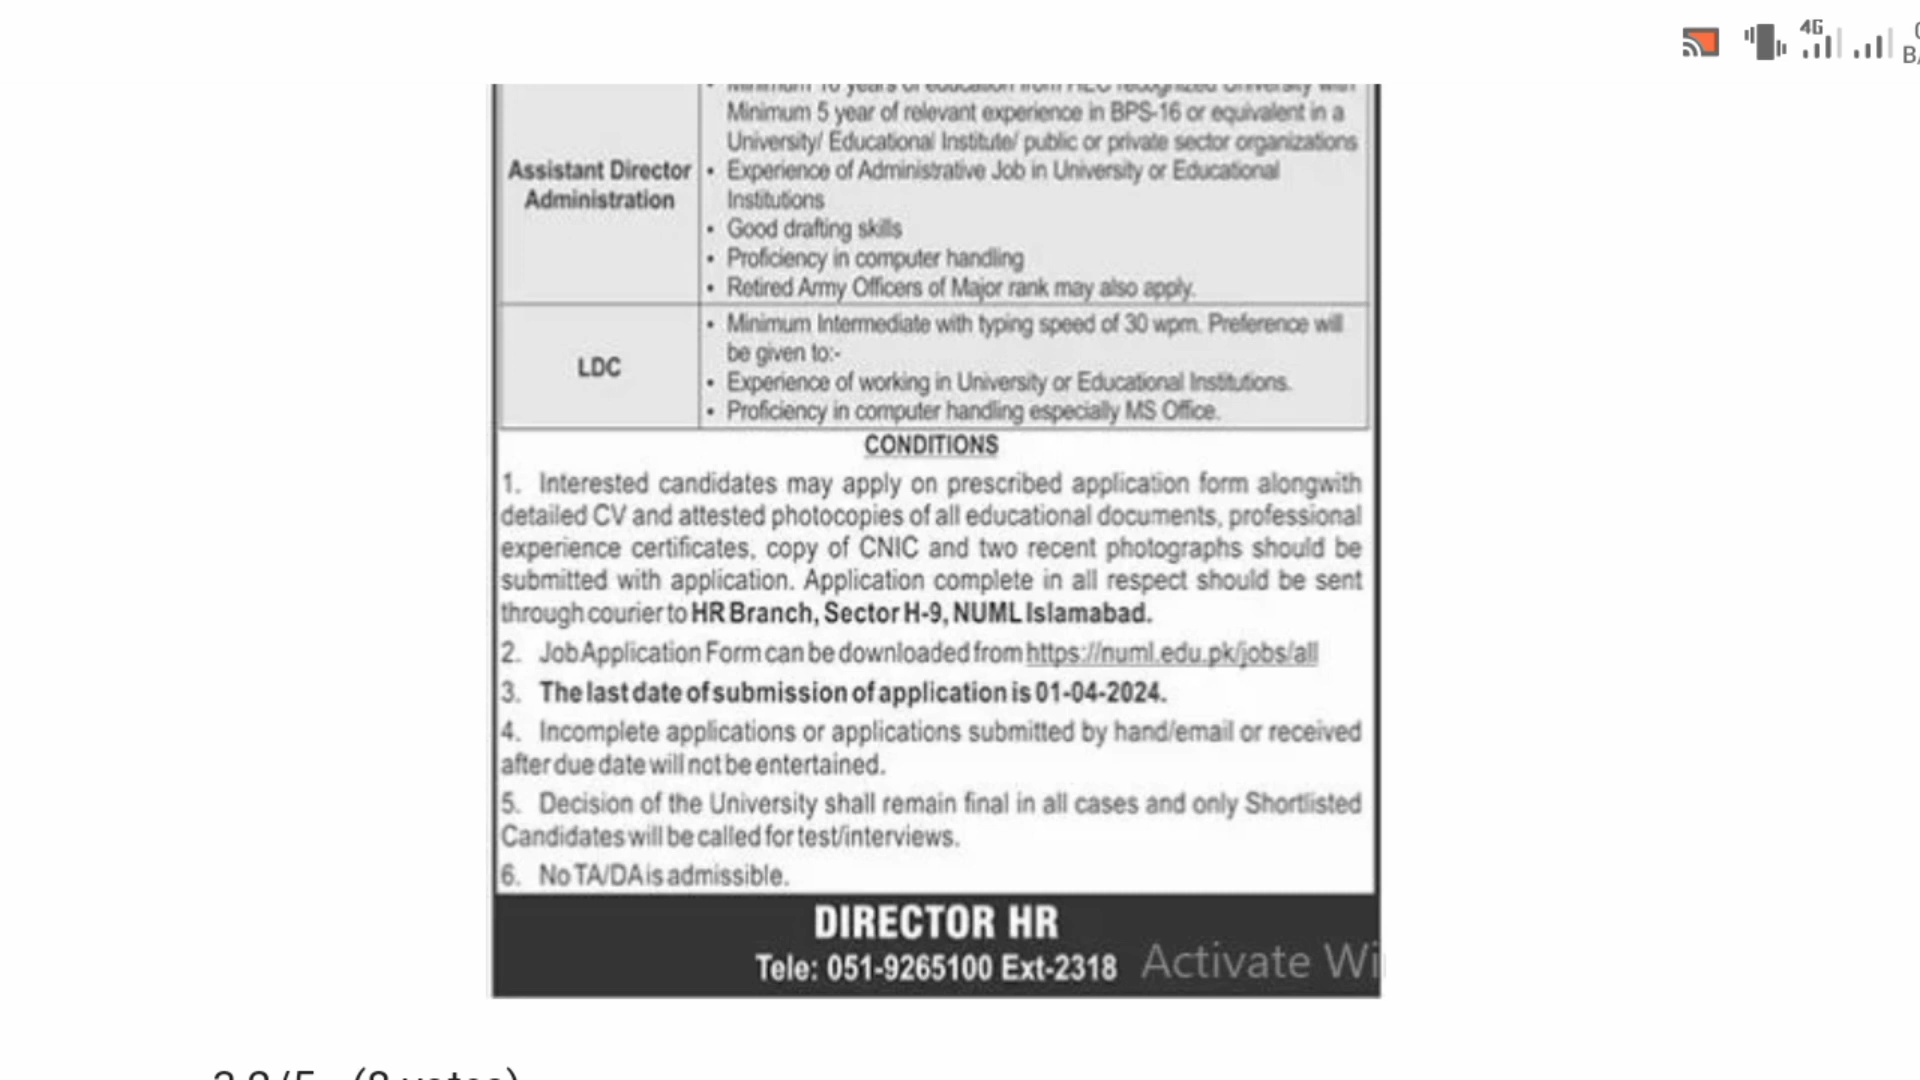 4G
Minimum 16 years of education from HEC recognized University with
Minimum 5 year of relevant experience in BPS-16 or equivalent in a
University/ Educational Institute/ public or private sector organizations
Assistant Director
Administration
• Experience of Administrative Job in University or Educational
Institutions
• Good drafting skills
• Proficiency in computer handling
• Retired Army Officers of Major rank may also apply.
LDC
• Minimum Intermediate with typing speed of 30 wpm. Preference will
be given to:-
• Experience of working in University or Educational Institutions.
• Proficiency in computer handling especially MS Office.
CONDITIONS
1. Interested candidates may apply on prescribed application form alongwith
detailed CV and attested photocopies of all educational documents, professional
experience certificates, copy of CNIC and two recent photographs should be
submitted with application. Application complete in all respect should be sent
through courier to HR Branch, Sector H-9, NUML Islamabad.
2. Job Application Form can be downloaded from https://numl.edu.pk/jobs/all
3. The last date of submission of application is 01-04-2024.
4. Incomplete applications or applications submitted by hand/email or received
after due date will not be entertained.
5. Decision of the University shall remain final in all cases and only Shortlisted
Candidates will be called for test/interviews.
6. No TA/DA is admissible.
DIRECTOR HR
Tele: 051-9265100 Ext-2318
Activate Wi